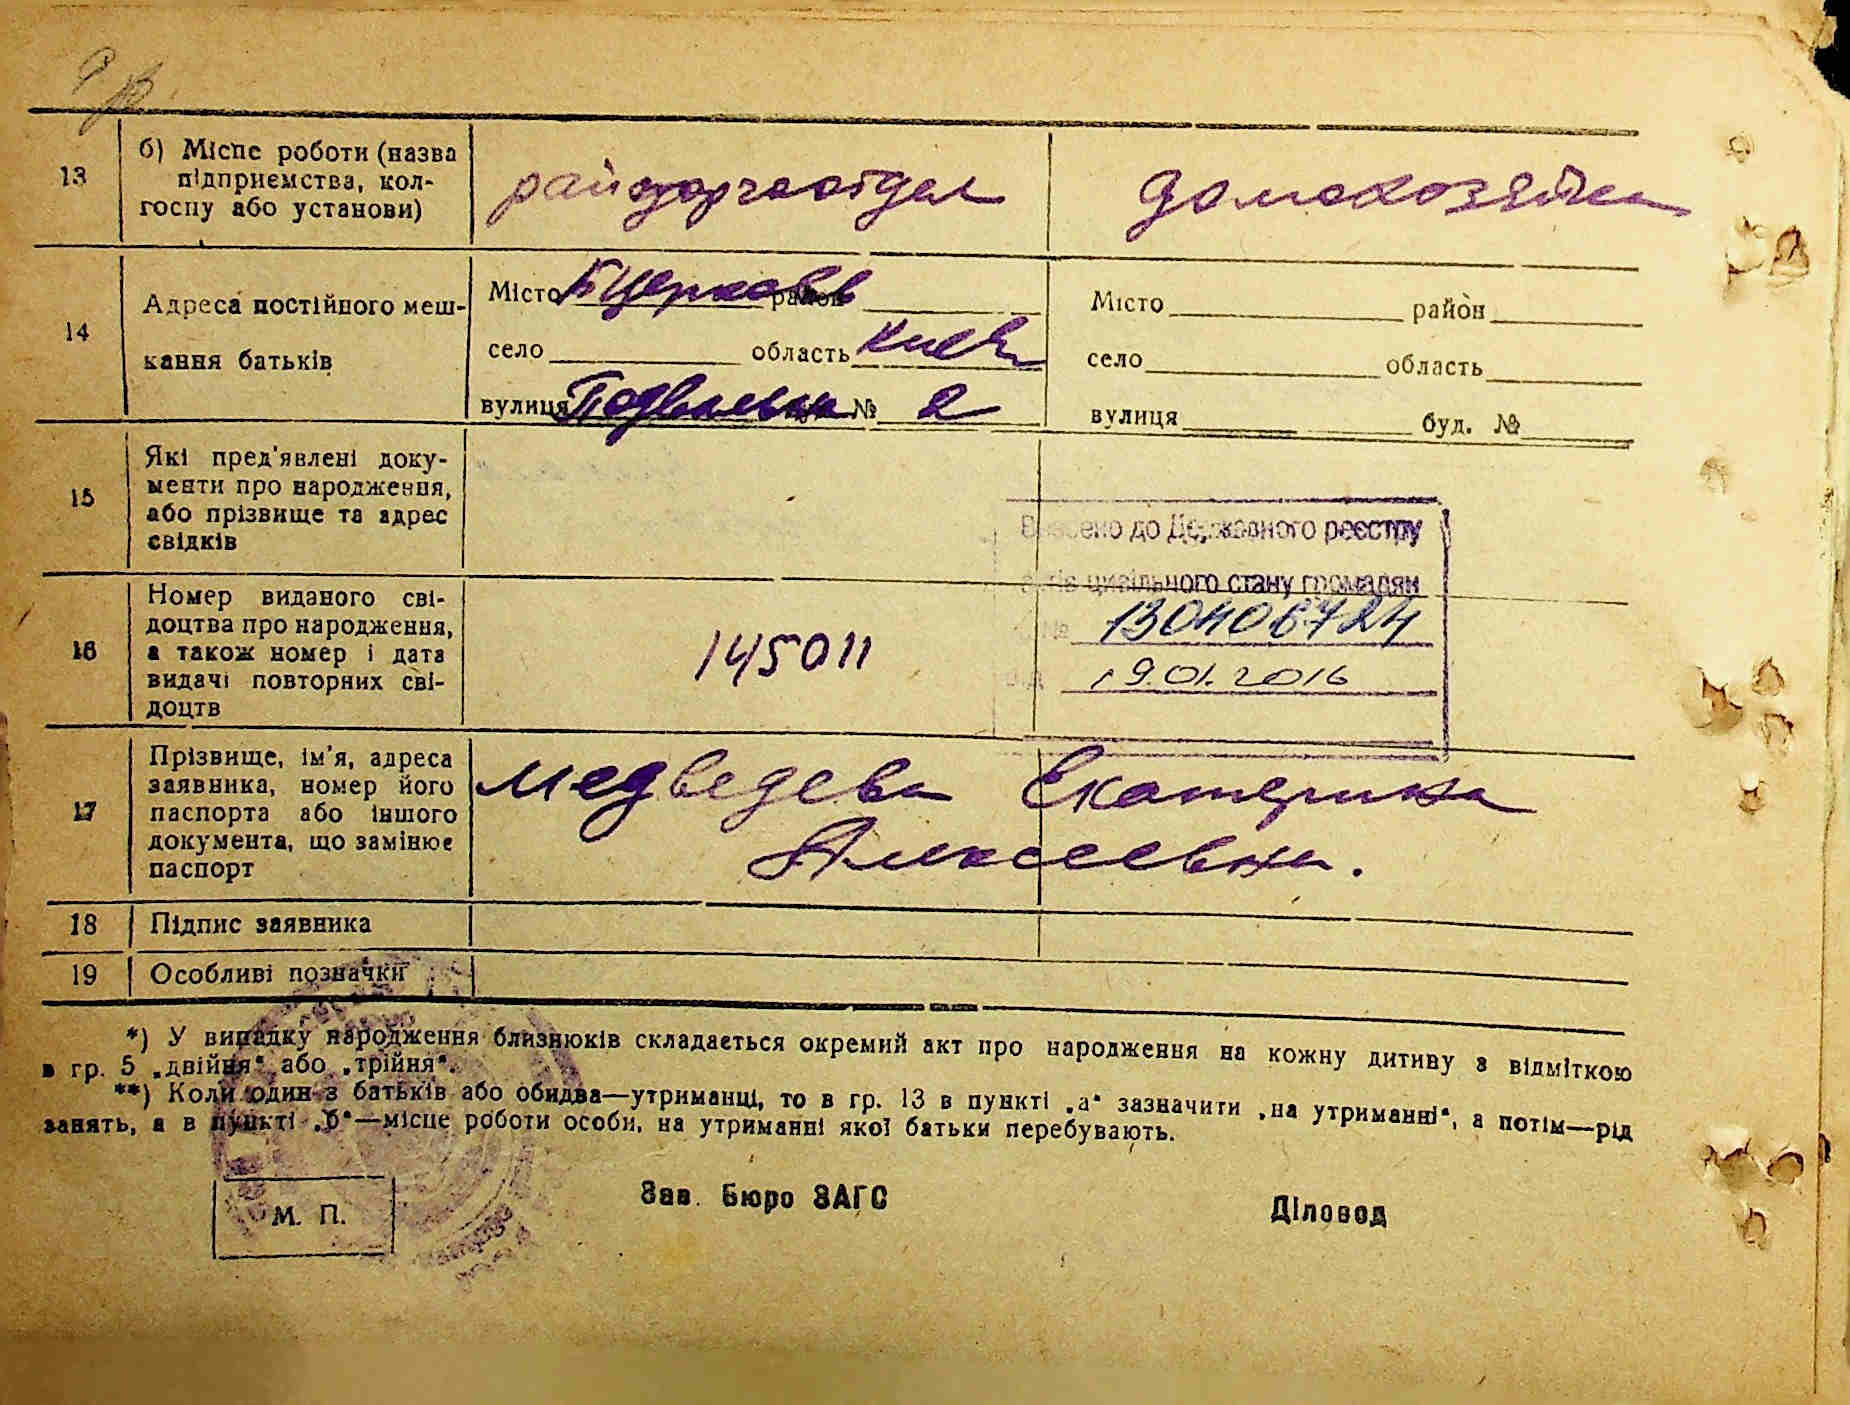 13
б) Місце роботи (назва
підприємства, кол-
госпу або установи)
домохозяйка
14
Адреса постійного меш-
кання батьків
Місто Бцерковь район
село область Киев
вулиця Подвальна № 2
Місто район
село область
вулиця буд. №
15
Які пред'явлені доку-
менти про народження,
або прізвище та адрес
свідків
Внесено до Державного реєстру
актів цивільного стану громадян
№ 130406724
від 19.01.2016
16
Номер виданого сві-
доцтва про народження,
а також номер і дата
видачі повторних сві-
доцтв
145011
17
Прізвище, ім'я, адреса
заявника, номер його
паспорта або іншого
документа, що замінює
паспорт
Медведева Екатерина
Алексеевна.
18 Підпис заявника
19 Особливі позначки
*) У випадку народження близнюків складається окремий акт про народження на кожну дитину з відміткою
в гр. 5 „двійня“ або „трійня“.
**) Коли один з батьків або обидва—утриманці, то в гр. 13 в пункті „а“ зазначити „на утриманні“, а потім—рід
занять, а в пункті „б“—місце роботи особи, на утриманні якої батьки перебувають.
М. П.
Зав. Бюро ЗАГС
Діловод